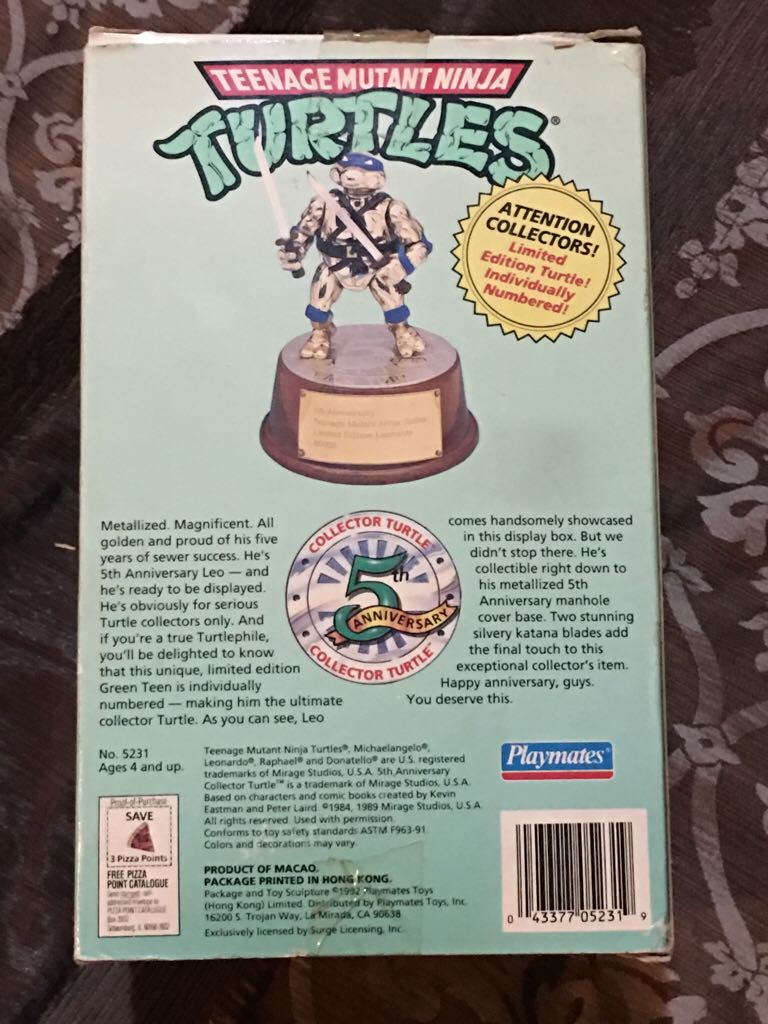 TEENAGE MUTANT NINJA
TURTLES®
ATTENTION
COLLECTORS!
Limited
Edition Turtle!
Individually
Numbered!
5th Anniversary
Teenage Mutant Ninja Turtles
Limited Edition Leonardo
Metallized. Magnificent. All
golden and proud of his five
years of sewer success. He's
5th Anniversary Leo — and
he's ready to be displayed.
He's obviously for serious
Turtle collectors only. And
if you're a true Turtlephile,
you'll be delighted to know
that this unique, limited edition
Green Teen is individually
numbered — making him the ultimate
collector Turtle. As you can see, Leo
COLLECTOR TURTLE
5th
ANNIVERSARY
COLLECTOR TURTLE
comes handsomely showcased
in this display box. But we
didn't stop there. He's
collectible right down to
his metallized 5th
Anniversary manhole
cover base. Two stunning
silvery katana blades add
the final touch to this
exceptional collector's item.
Happy anniversary, guys.
You deserve this.
No. 5231
Ages 4 and up.
Proof-of-Purchase
SAVE
3 Pizza Points
FREE PIZZA
POINT CATALOGUE
Teenage Mutant Ninja Turtles®, Michaelangelo®,
Leonardo®, Raphael® and Donatello® are U.S. registered
trademarks of Mirage Studios, U.S.A. 5th Anniversary
Collector Turtle™ is a trademark of Mirage Studios, U.S.A.
Based on characters and comic books created by Kevin
Eastman and Peter Laird. ©1984, 1989 Mirage Studios, U.S.A.
All rights reserved. Used with permission.
Conforms to toy safety standards ASTM F963-91.
Colors and decorations may vary.
PRODUCT OF MACAO.
PACKAGE PRINTED IN HONG KONG.
Package and Toy Sculpture ©1992 Playmates Toys
(Hong Kong) Limited. Distributed by Playmates Toys, Inc.
16200 S. Trojan Way, La Mirada, CA 90638
Exclusively licensed by Surge Licensing, Inc.
Playmates®
0 43377 05231 9